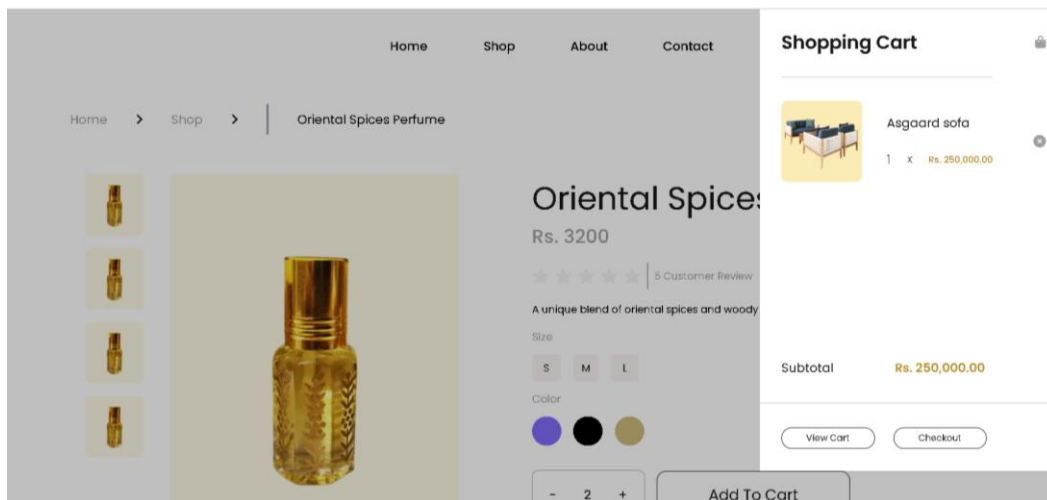 Home Shop About Contact
Home > Shop > Oriental Spices Perfume
Oriental Spices
Rs. 3200
5 Customer Review
A unique blend of oriental spices and woody
Size
S M L
Color
- 2 +
Add To Cart
Shopping Cart
Asgaard sofa
1 X Rs. 250,000.00
Subtotal Rs. 250,000.00
View Cart
Checkout